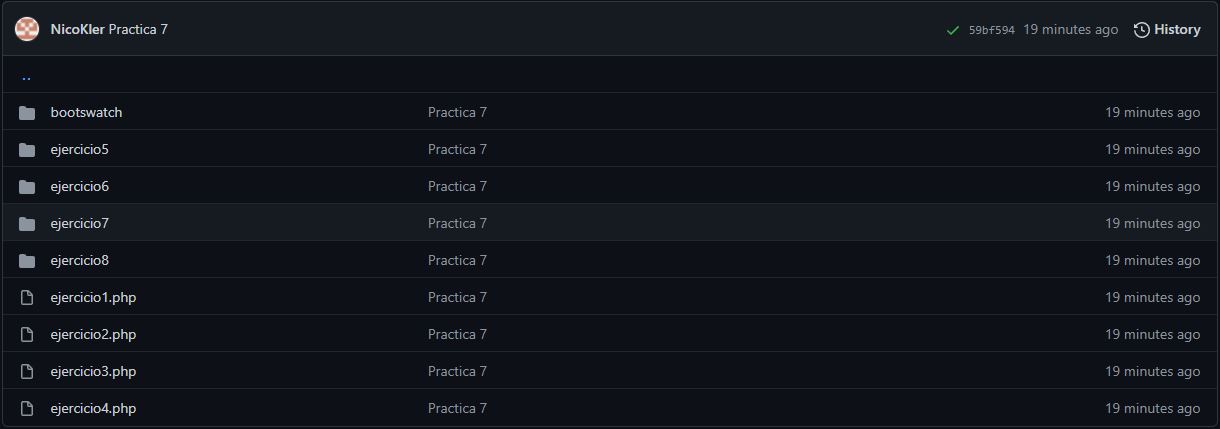 NicoKler Practica 7 59bf594 19 minutes ago History
..
bootswatch Practica 7 19 minutes ago
ejercicio5 Practica 7 19 minutes ago
ejercicio6 Practica 7 19 minutes ago
ejercicio7 Practica 7 19 minutes ago
ejercicio8 Practica 7 19 minutes ago
ejercicio1.php Practica 7 19 minutes ago
ejercicio2.php Practica 7 19 minutes ago
ejercicio3.php Practica 7 19 minutes ago
ejercicio4.php Practica 7 19 minutes ago